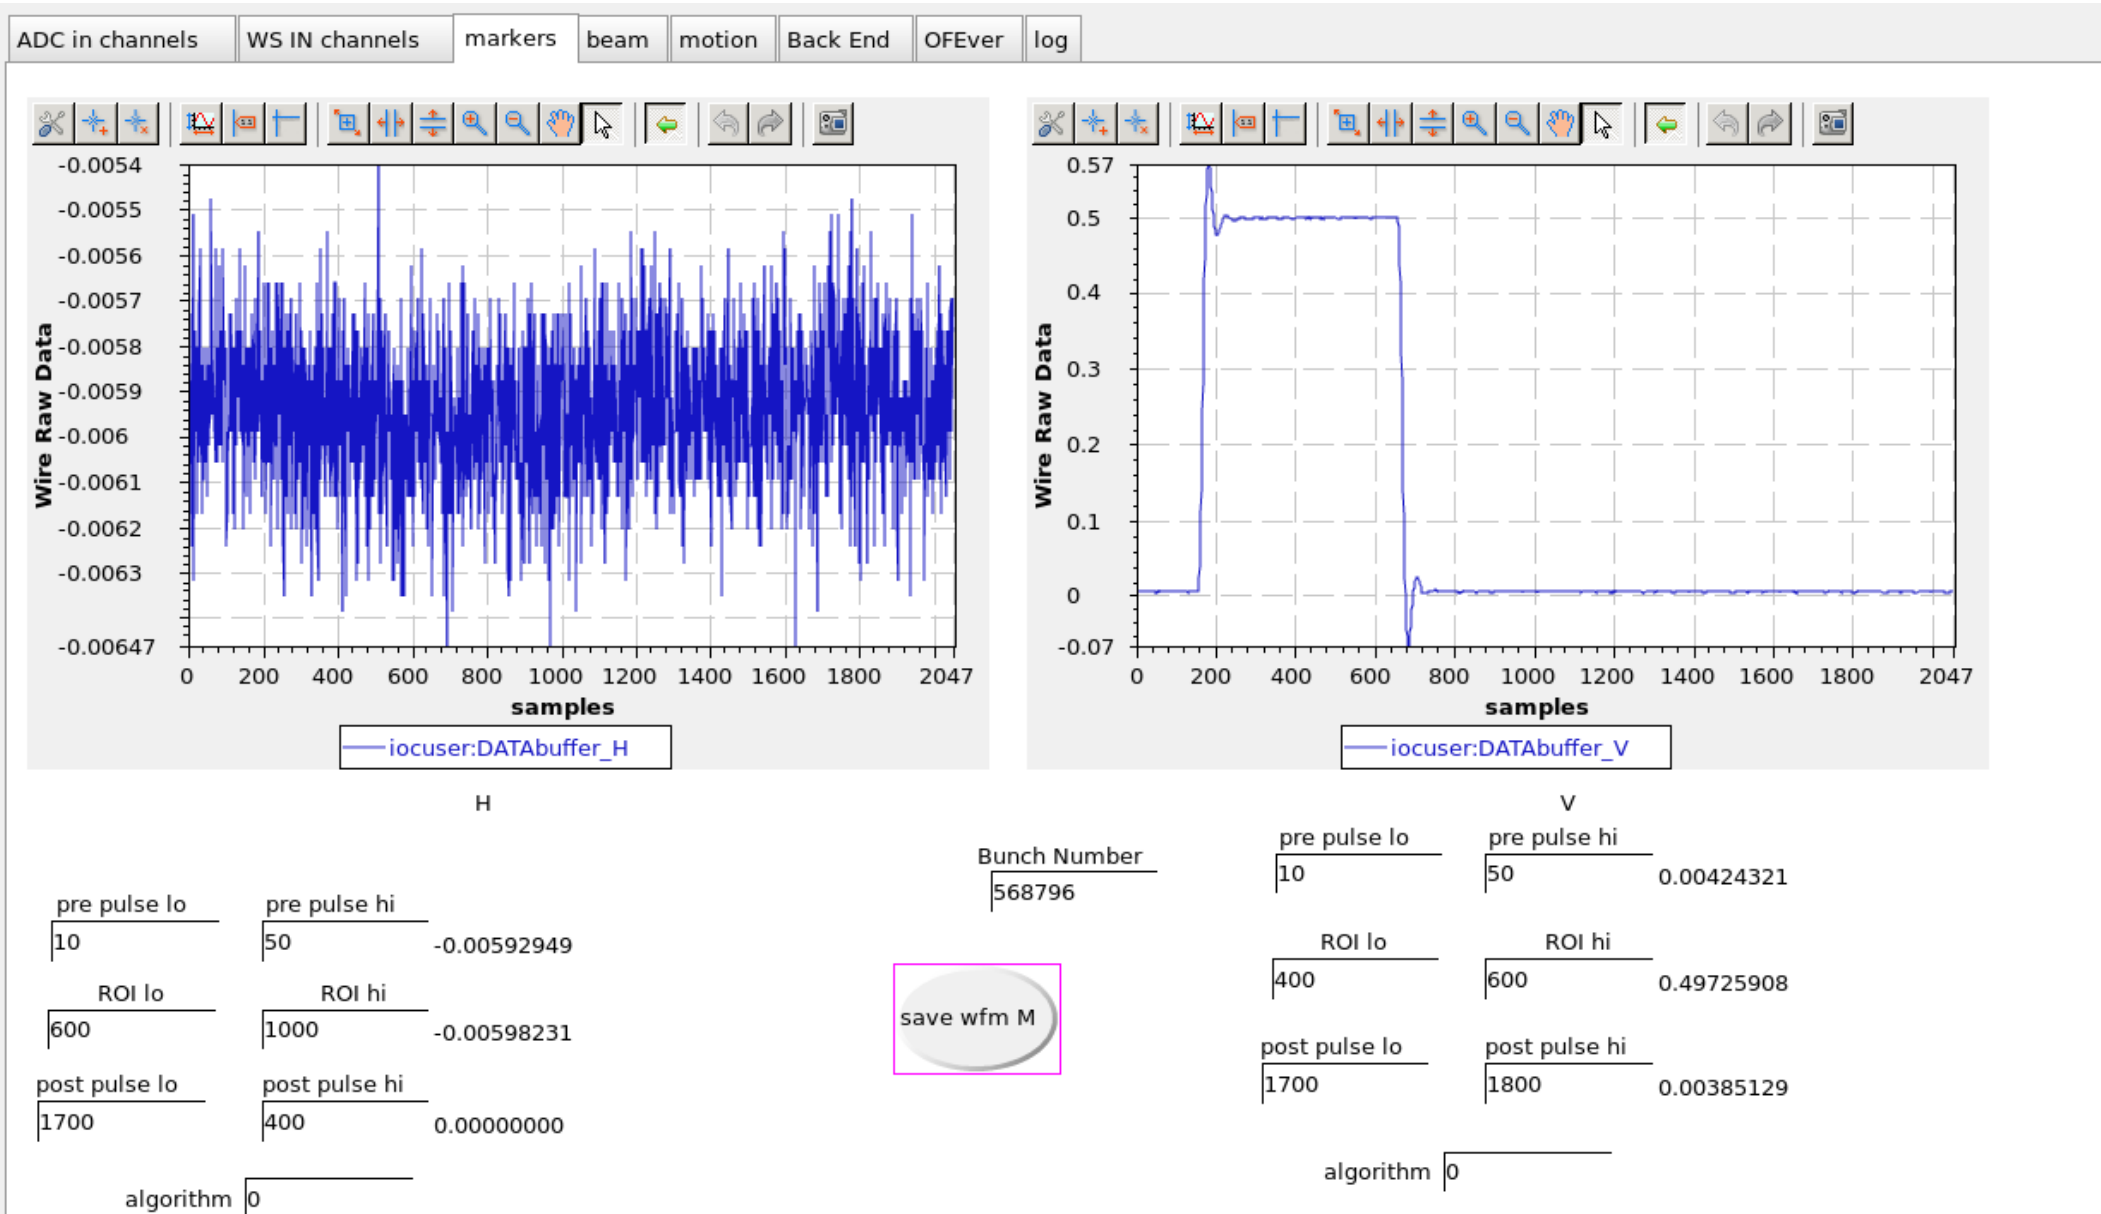 ADC in channels WS IN channels markers beam motion Back End OFEver log
-0.0054
-0.0055
-0.0056
-0.0057
-0.0058
-0.0059
-0.006
-0.0061
-0.0062
-0.0063
-0.00647
Wire Raw Data
0 200 400 600 800 1000 1200 1400 1600 1800 2047
samples
iocuser:DATAbuffer_H
0.57
0.5
0.4
0.3
0.2
0.1
0
-0.07
Wire Raw Data
0 200 400 600 800 1000 1200 1400 1600 1800 2047
samples
iocuser:DATAbuffer_V
H
pre pulse lo pre pulse hi
10 50 -0.00592949
ROI lo ROI hi
600 1000 -0.00598231
post pulse lo post pulse hi
1700 400 0.00000000
algorithm 0
Bunch Number
568796
save wfm M
V
pre pulse lo pre pulse hi
10 50 0.00424321
ROI lo ROI hi
400 600 0.49725908
post pulse lo post pulse hi
1700 1800 0.00385129
algorithm 0